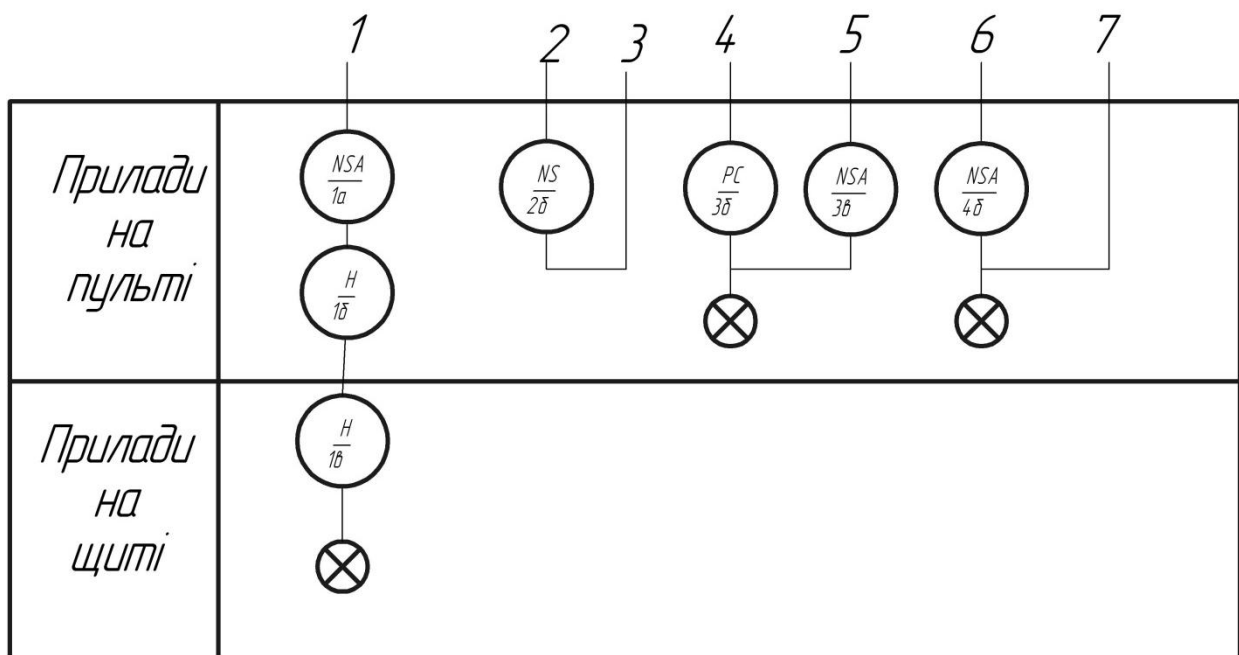 1 2 3 4 5 6 7
Прилади
на
пульті
NSA
1а
NS
2б
PC
3б
NSA
3в
NSA
4б
H
1б
Прилади
на
щиті
H
1в